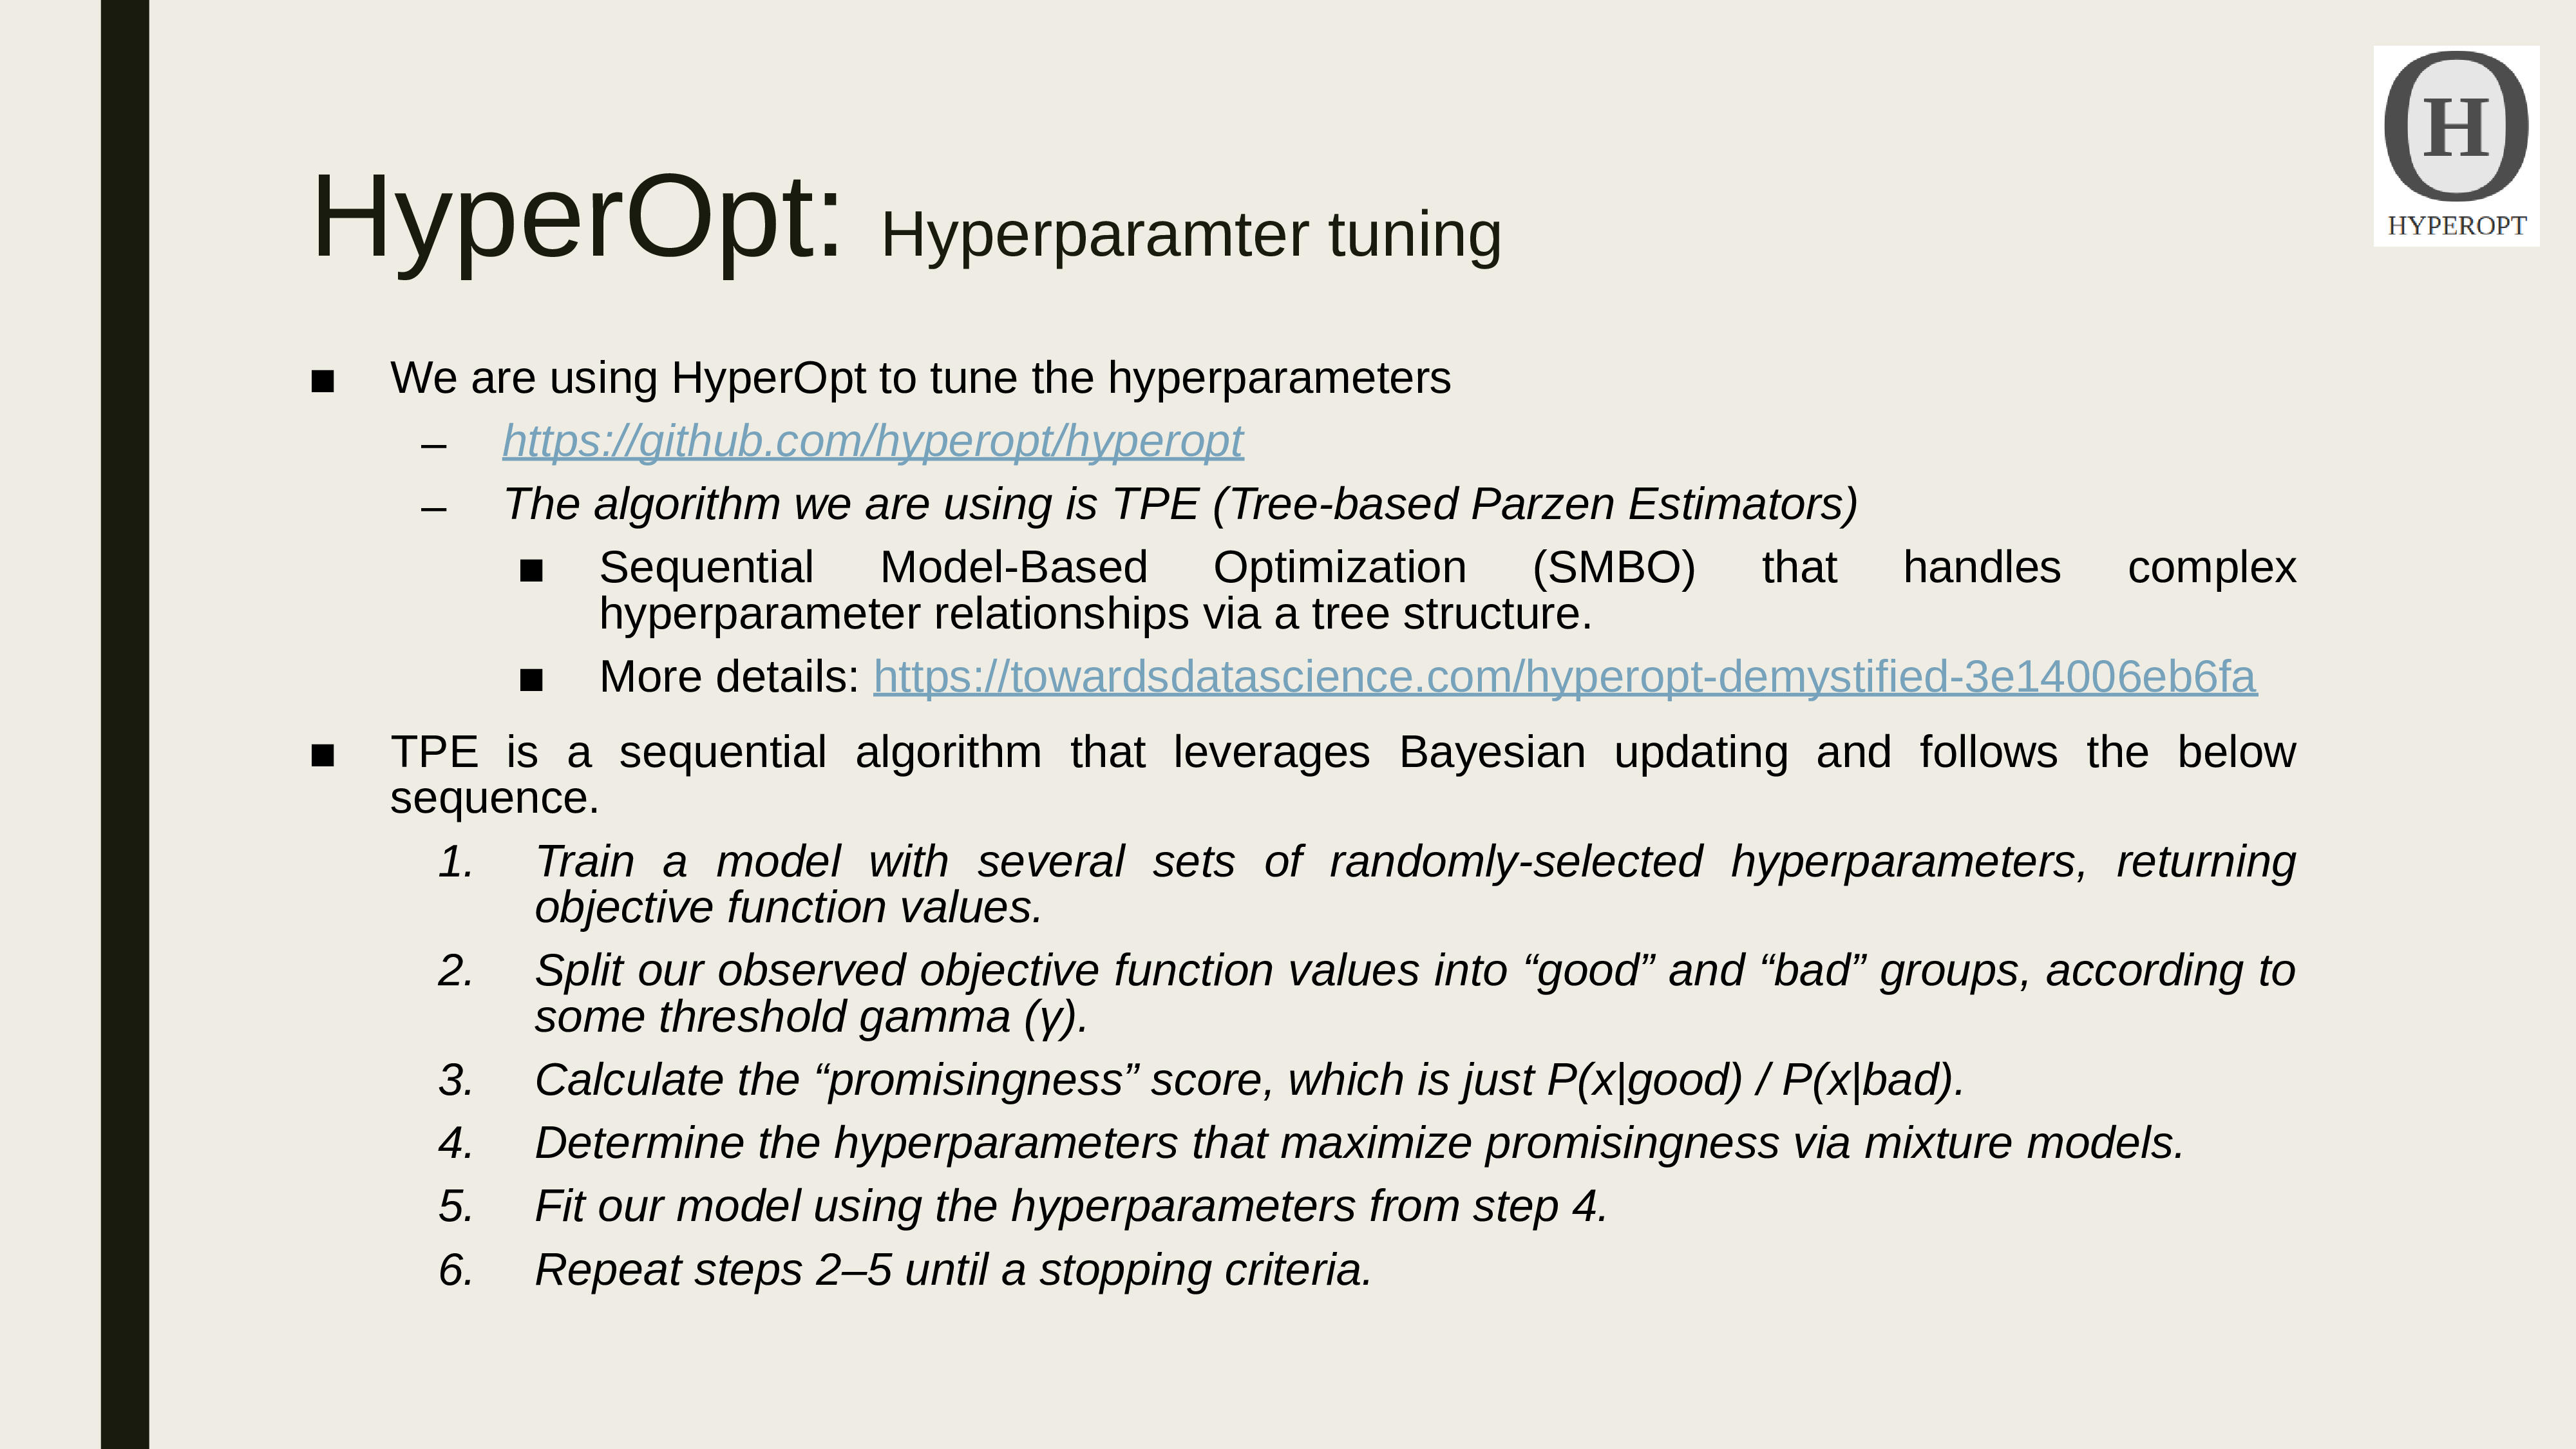 H
HYPEROPT
HyperOpt: Hyperparamter tuning
■ We are using HyperOpt to tune the hyperparameters
– https://github.com/hyperopt/hyperopt
– The algorithm we are using is TPE (Tree-based Parzen Estimators)
■ Sequential Model-Based Optimization (SMBO) that handles complex
hyperparameter relationships via a tree structure.
■ More details: https://towardsdatascience.com/hyperopt-demystified-3e14006eb6fa
■ TPE is a sequential algorithm that leverages Bayesian updating and follows the below
sequence.
1. Train a model with several sets of randomly-selected hyperparameters, returning
objective function values.
2. Split our observed objective function values into “good” and “bad” groups, according to
some threshold gamma (γ).
3. Calculate the “promisingness” score, which is just P(x|good) / P(x|bad).
4. Determine the hyperparameters that maximize promisingness via mixture models.
5. Fit our model using the hyperparameters from step 4.
6. Repeat steps 2–5 until a stopping criteria.